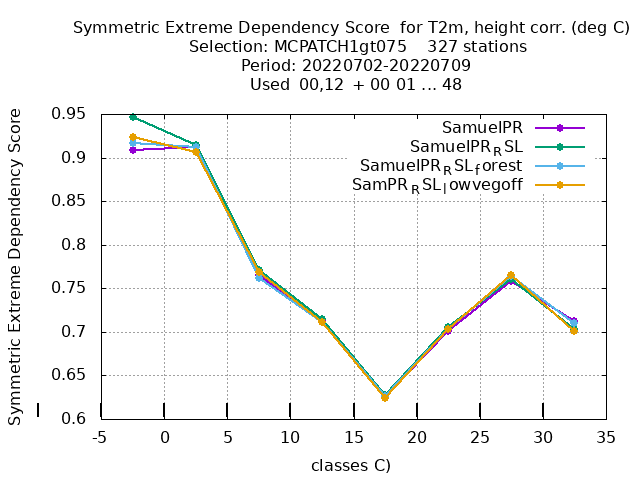 Symmetric Extreme Dependency Score  for T2m, height corr. (deg C)
Selection: MCPATCH1gt075    327 stations
Period: 20220702-20220709
Used  00,12  + 00 01 ... 48
Symmetric Extreme Dependency Score
0.95
0.9
0.85
0.8
0.75
0.7
0.65
0.6
SamuelPR
SamuelPR_RSL
SamuelPR_RSL_forest
SamPR_RSL_lowvegoff
-5 0 5 10 15 20 25 30 35
classes C)